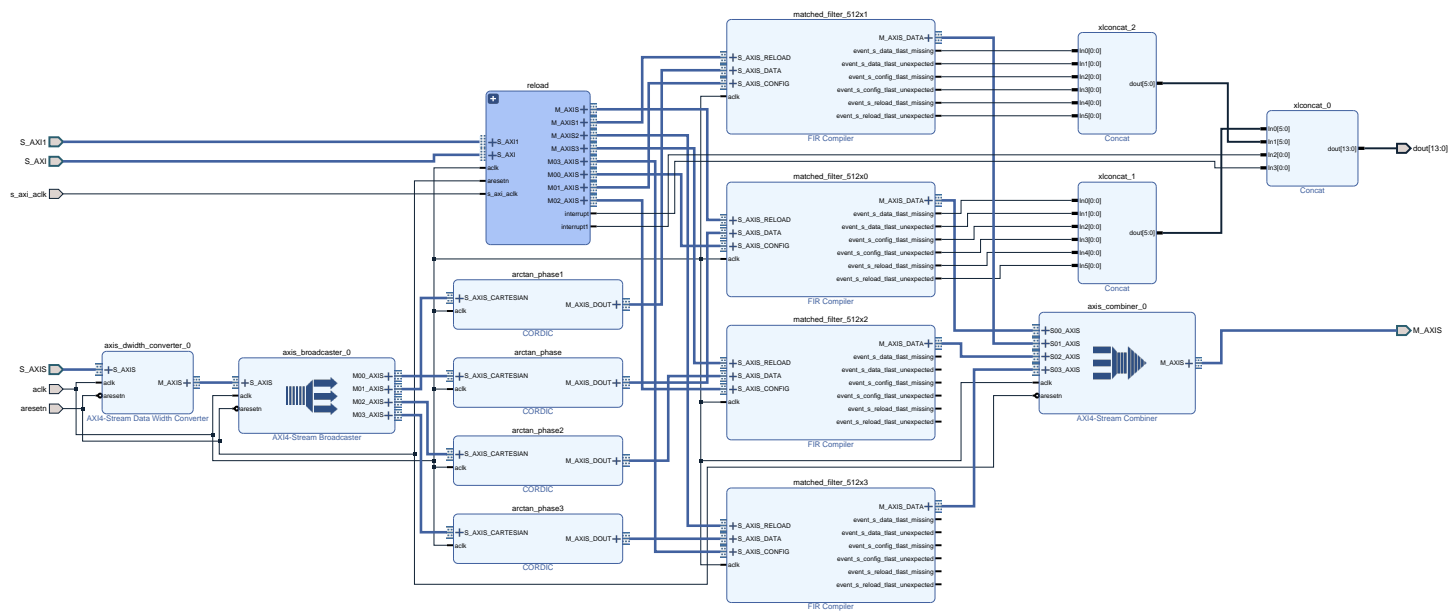 matched_filter_512x1
M_AXIS_DATA
event_s_data_tlast_missing
event_s_data_tlast_unexpected
event_s_config_tlast_missing
event_s_config_tlast_unexpected
event_s_reload_tlast_missing
event_s_reload_tlast_unexpected
S_AXIS_RELOAD
S_AXIS_DATA
S_AXIS_CONFIG
aclk
FIR Compiler
xlconcat_2
In0[0:0]
In1[0:0]
In2[0:0]
In3[0:0]
In4[0:0]
In5[0:0]
dout[5:0]
Concat
xlconcat_0
In0[5:0]
In1[5:0]
In2[0:0]
In3[0:0]
dout[13:0]
Concat
dout[13:0]
reload
S_AXI1
S_AXI
s_axi_aclk
S_AXI1
S_AXI
aclk
aresetn
s_axi_aclk
M_AXIS
M_AXIS1
M_AXIS2
M_AXIS3
M03_AXIS
M00_AXIS
M01_AXIS
M02_AXIS
interrupt
interrupt1
matched_filter_512x0
M_AXIS_DATA
event_s_data_tlast_missing
event_s_data_tlast_unexpected
event_s_config_tlast_missing
event_s_config_tlast_unexpected
event_s_reload_tlast_missing
event_s_reload_tlast_unexpected
S_AXIS_RELOAD
S_AXIS_DATA
S_AXIS_CONFIG
aclk
FIR Compiler
xlconcat_1
In0[0:0]
In1[0:0]
In2[0:0]
In3[0:0]
In4[0:0]
In5[0:0]
dout[5:0]
Concat
arctan_phase1
S_AXIS_CARTESIAN
aclk
M_AXIS_DOUT
CORDIC
axis_dwidth_converter_0
S_AXIS
aclk
aresetn
S_AXIS
aclk
aresetn
M_AXIS
AXI4-Stream Data Width Converter
axis_broadcaster_0
S_AXIS
aclk
aresetn
M00_AXIS
M01_AXIS
M02_AXIS
M03_AXIS
AXI4-Stream Broadcaster
arctan_phase
S_AXIS_CARTESIAN
aclk
M_AXIS_DOUT
CORDIC
matched_filter_512x2
M_AXIS_DATA
event_s_data_tlast_missing
event_s_data_tlast_unexpected
event_s_config_tlast_missing
event_s_config_tlast_unexpected
event_s_reload_tlast_missing
event_s_reload_tlast_unexpected
S_AXIS_RELOAD
S_AXIS_DATA
S_AXIS_CONFIG
aclk
FIR Compiler
axis_combiner_0
S00_AXIS
S01_AXIS
S02_AXIS
S03_AXIS
aclk
aresetn
M_AXIS
AXI4-Stream Combiner
M_AXIS
arctan_phase2
S_AXIS_CARTESIAN
aclk
M_AXIS_DOUT
CORDIC
arctan_phase3
S_AXIS_CARTESIAN
aclk
M_AXIS_DOUT
CORDIC
matched_filter_512x3
M_AXIS_DATA
event_s_data_tlast_missing
event_s_data_tlast_unexpected
event_s_config_tlast_missing
event_s_config_tlast_unexpected
event_s_reload_tlast_missing
event_s_reload_tlast_unexpected
S_AXIS_RELOAD
S_AXIS_DATA
S_AXIS_CONFIG
aclk
FIR Compiler